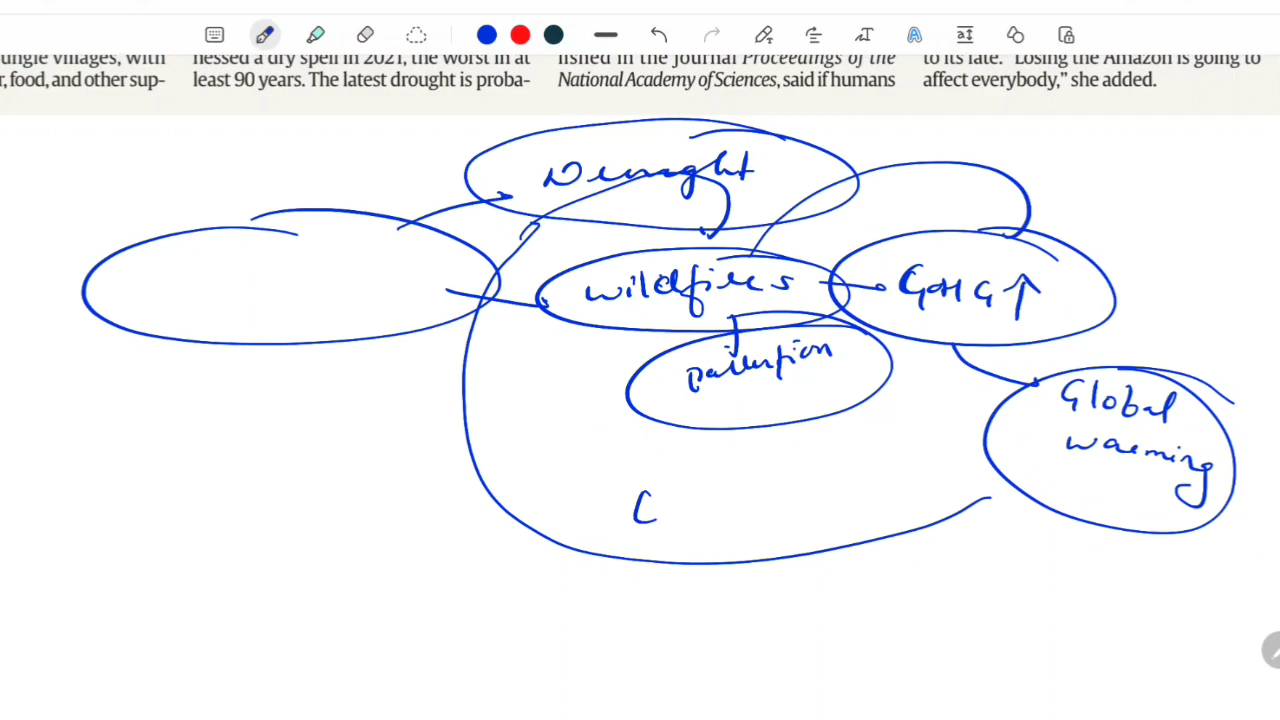 ungle villages, with
r, food, and other sup-
nessed a dry spell in 2021, the worst in at
least 90 years. The latest drought is proba-
lished in the journal Proceedings of the
National Academy of Sciences, said if humans
to its fate. "Losing the Amazon is going to
affect everybody," she added.
Drought
wildfires
GHG↑
pollution
Global
warming
C